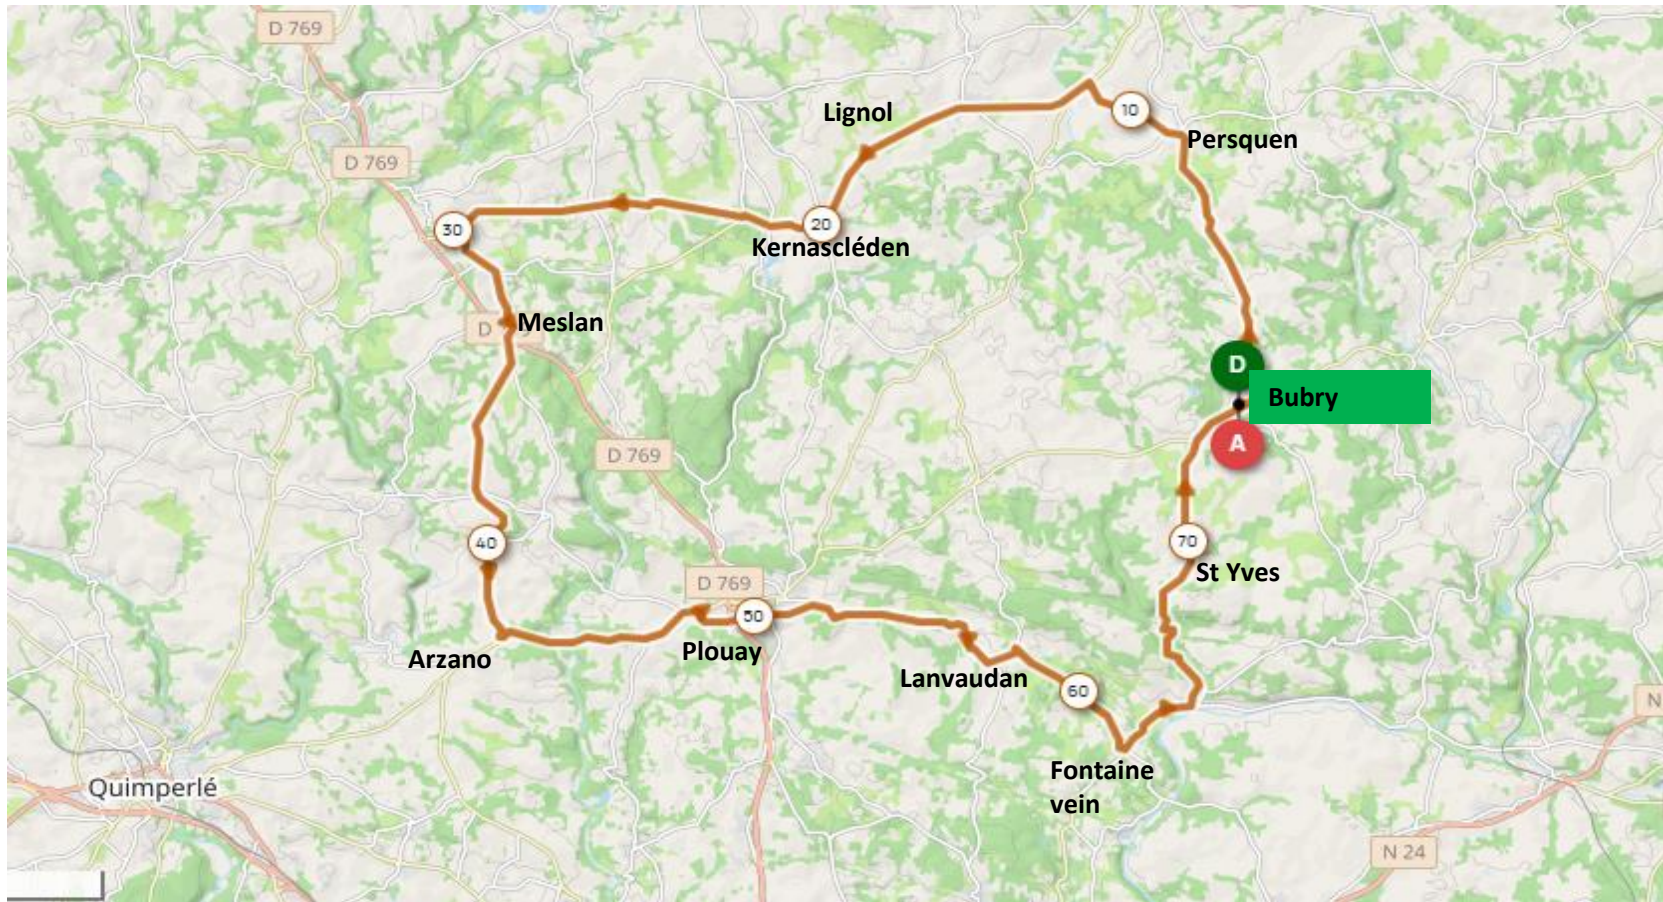 D 769
Lignol
10
Persquen
D 769
20
30
Kernascléden
Meslan
D
D
Bubry
A
D 769
40
70
St Yves
D 769
50
Plouay
Arzano
Lanvaudan
60
N
Fontaine
vein
Quimperlé
N 24